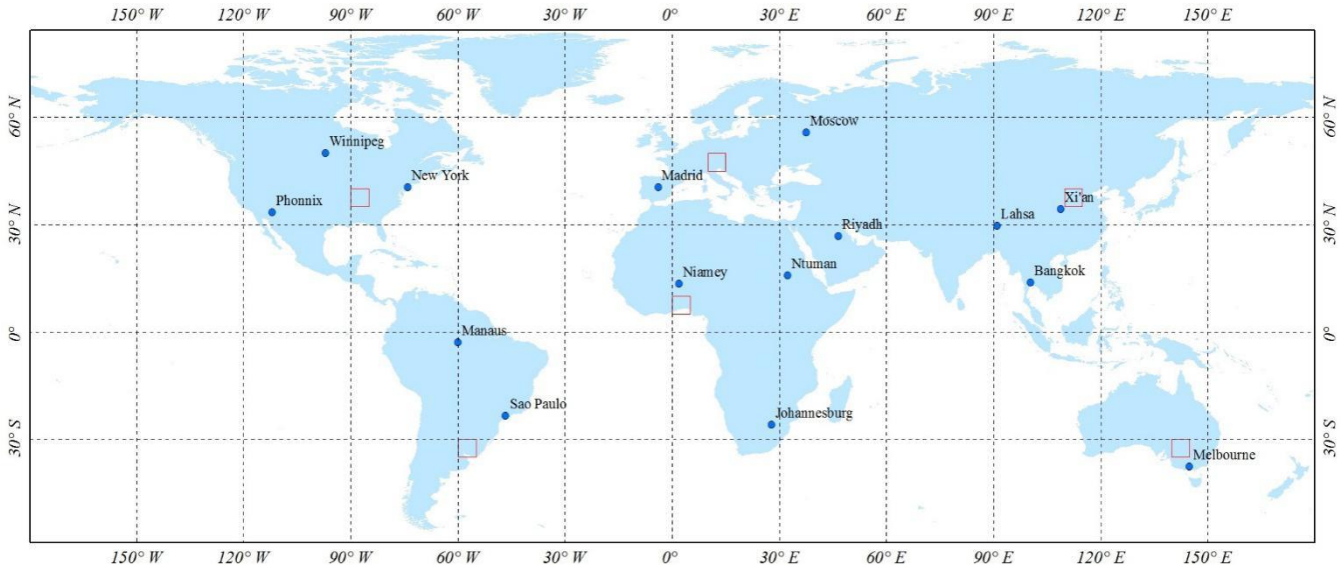 150° W 120° W 90° W 60° W 30° W 0° 30° E 60° E 90° E 120° E 150° E
60° N 60° N
Moscow
Winnipeg
New York
Madrid
Phonnix
Xi'an
Lahsa
30° N 30° N
Riyadh
Niamey
Ntuman
Bangkok
0° 0°
Manaus
Sao Paulo
Johannesburg
30° S 30° S
Melbourne
150° W 120° W 90° W 60° W 30° W 0° 30° E 60° E 90° E 120° E 150° E